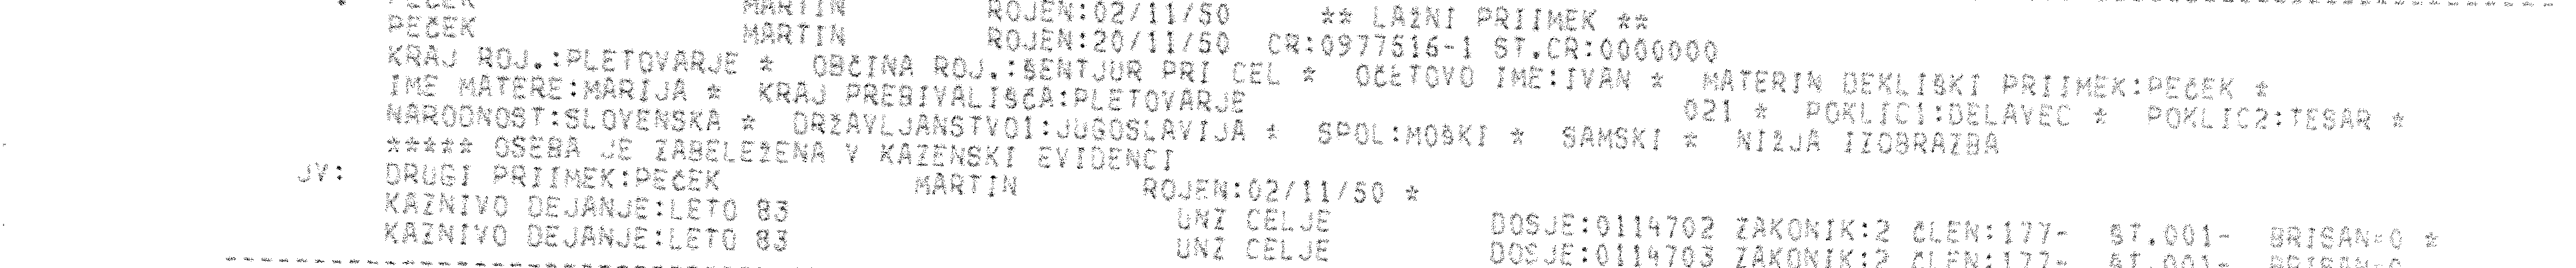 PEČEK MARTIN ROJEN:02/11/50 ** LAŽNI PRIIMEK **
PEČEK MARTIN ROJEN:20/11/50 CR:0977516-1 ST.CR:0000000
KRAJ ROJ.:PLETOVARJE * OBČINA ROJ.:ŠENTJUR PRI CEL * OČETOVO IME:IVAN * MATERIN DEKLIŠKI PRIIMEK:PEČEK *
IME MATERE:MARIJA * KRAJ PREBIVALIŠČA:PLETOVARJE 021 * POKLIC1:DELAVEC * POKLIC2:TESAR *
NARODNOST:SLOVENSKA * DRŽAVLJANSTVO1:JUGOSLAVIJA * SPOL:MOŠKI * SAMSKI * NIŽJA IZOBRAZBA
***** OSEBA JE ZABELEŽENA V KAZENSKI EVIDENCI
JV: DRUGI PRIIMEK:PEČEK MARTIN ROJEN:02/11/50 *
KAZNIVO DEJANJE:LETO 83 UNZ CELJE DOSJE:0114702 ZAKONIK:2 ČLEN:177- ŠT.001- BRISAN=0 *
KAZNIVO DEJANJE:LETO 83 UNZ CELJE DOSJE:0114703 ZAKONIK:2 ČLEN:177- ŠT.001- BRISAN=0